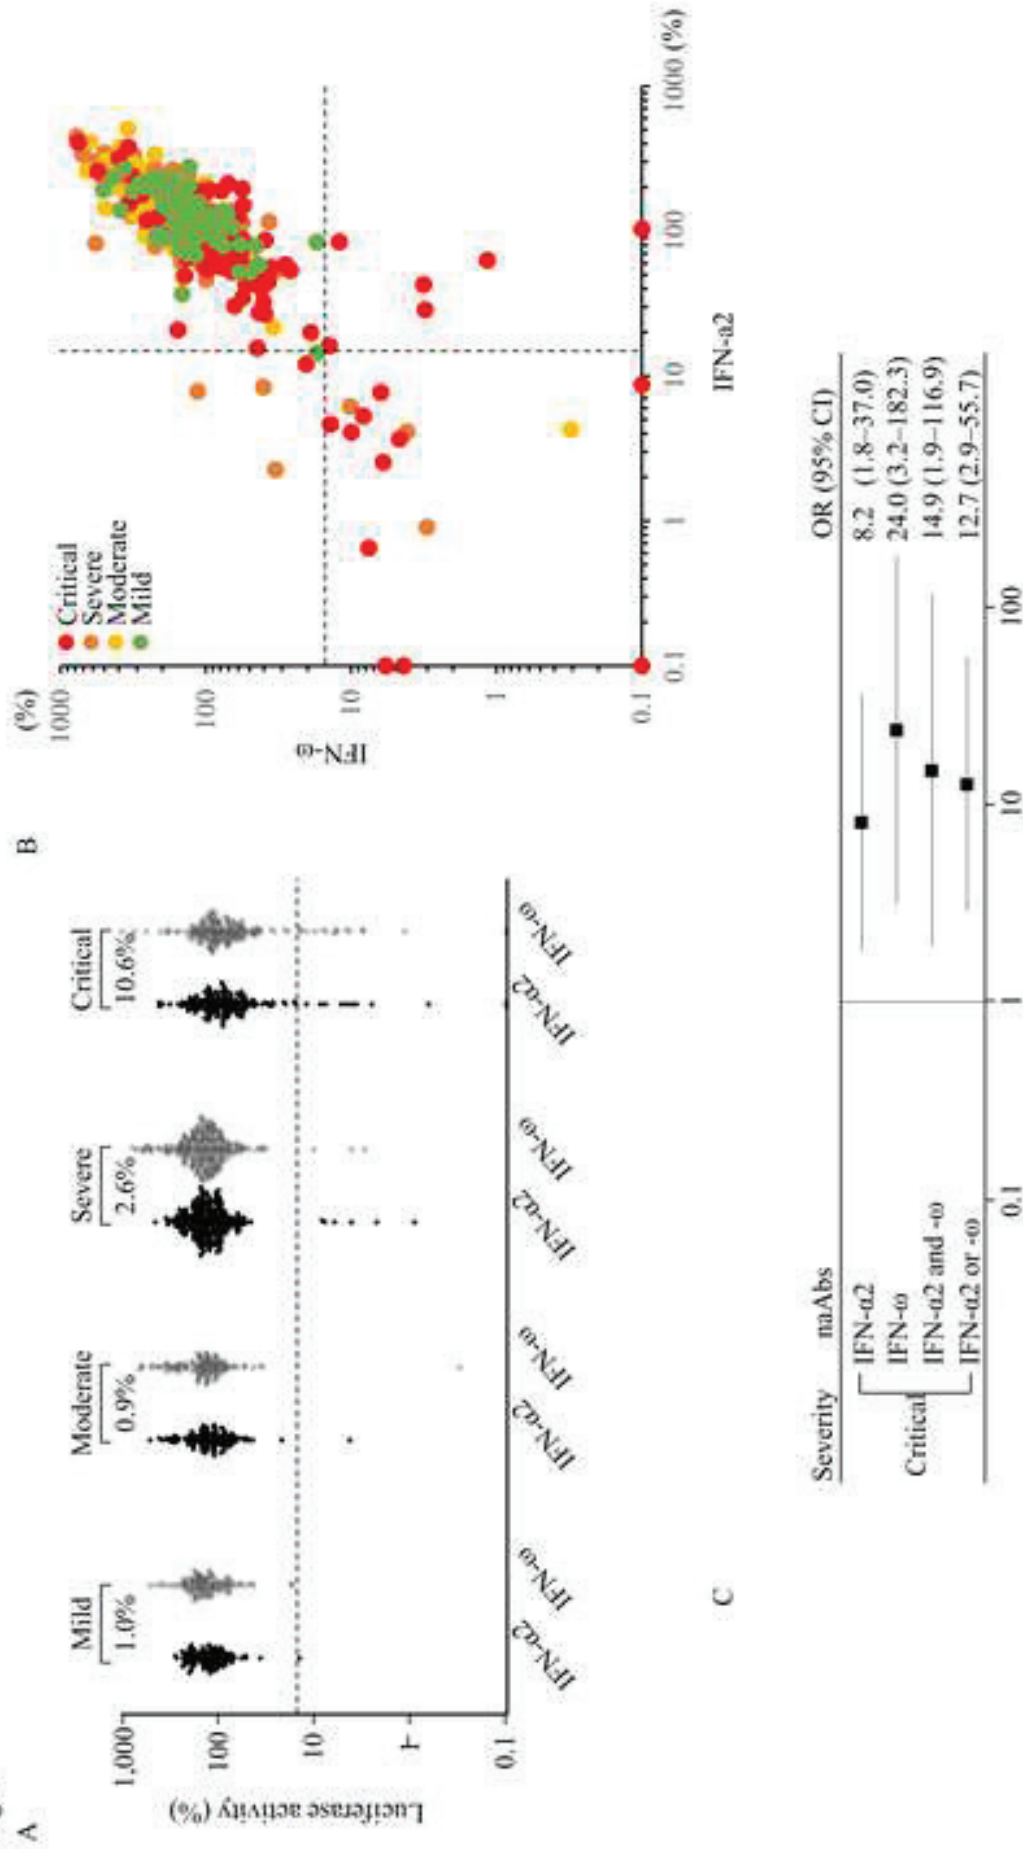 A
Mild
1.0%
Moderate
0.9%
Severe
2.6%
Critical
10.6%
Luciferase activity (%)
1,000
100
10
1
0.1
IFN-α2
IFN-ω
IFN-α2
IFN-ω
IFN-α2
IFN-ω
IFN-α2
IFN-ω
B
(%)
1000
100
10
1
0.1
IFN-ω
Critical
Severe
Moderate
Mild
0.1
1
10
100
1000 (%)
IFN-a2
C
Severity naAbs OR (95% CI)
IFN-α2 8.2 (1.8–37.0)
IFN-ω 24.0 (3.2–182.3)
Critical
IFN-α2 and -ω 14.9 (1.9–116.9)
IFN-α2 or -ω 12.7 (2.9–55.7)
0.1 1 10 100